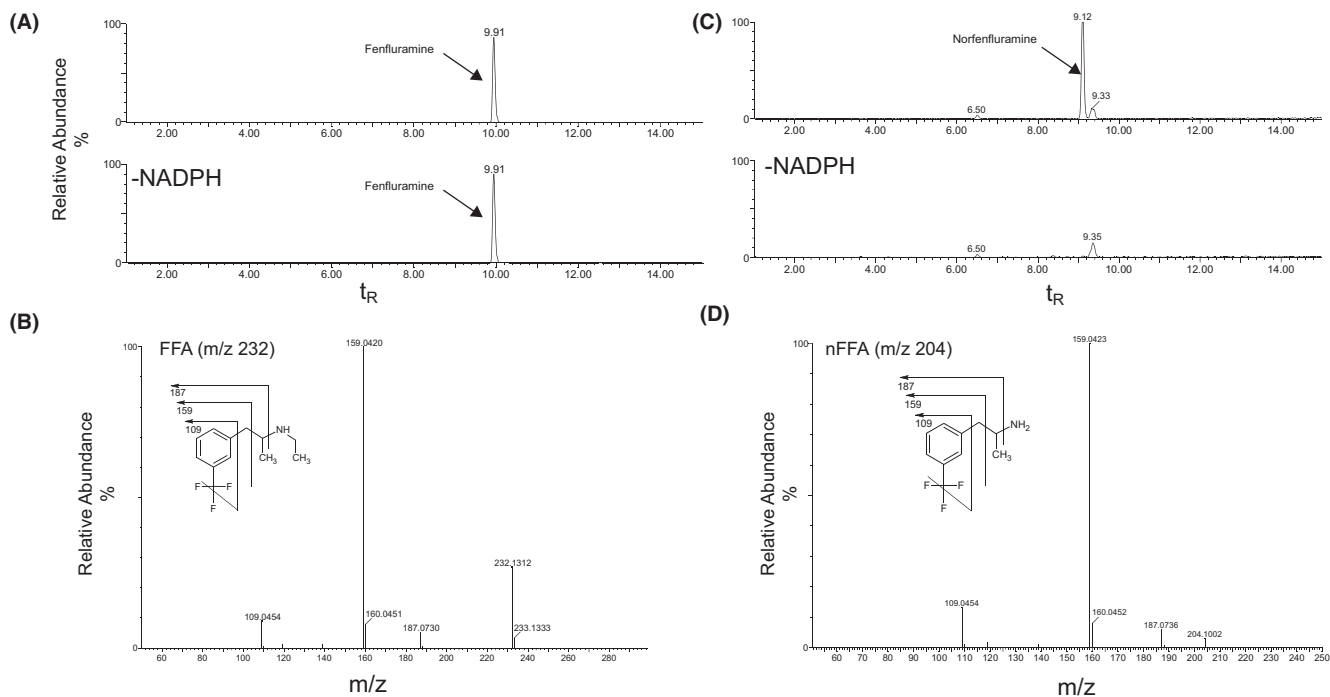 (A)
Relative Abundance
%
100
0
9.91
Fenfluramine
2.00 4.00 6.00 8.00 10.00 12.00 14.00
-NADPH
100
0
9.91
Fenfluramine
2.00 4.00 6.00 8.00 10.00 12.00 14.00
tR
(C)
100
0
9.12
Norfenfluramine
9.33
6.50
2.00 4.00 6.00 8.00 10.00 12.00 14.00
-NADPH
100
0
6.50
9.35
2.00 4.00 6.00 8.00 10.00 12.00 14.00
tR
(B)
Relative Abundance
%
100
0
FFA (m/z 232)
187
159
109
NH
CH3
CH3
F F
F
159.0420
232.1312
109.0454
160.0451
187.0730
233.1333
60 80 100 120 140 160 180 200 220 240 260 280
m/z
(D)
Relative Abundance
%
100
0
nFFA (m/z 204)
187
159
109
NH2
CH3
F F
F
159.0423
109.0454
160.0452
187.0736
204.1002
60 70 80 90 100 110 120 130 140 150 160 170 180 190 200 210 220 230 240 250
m/z